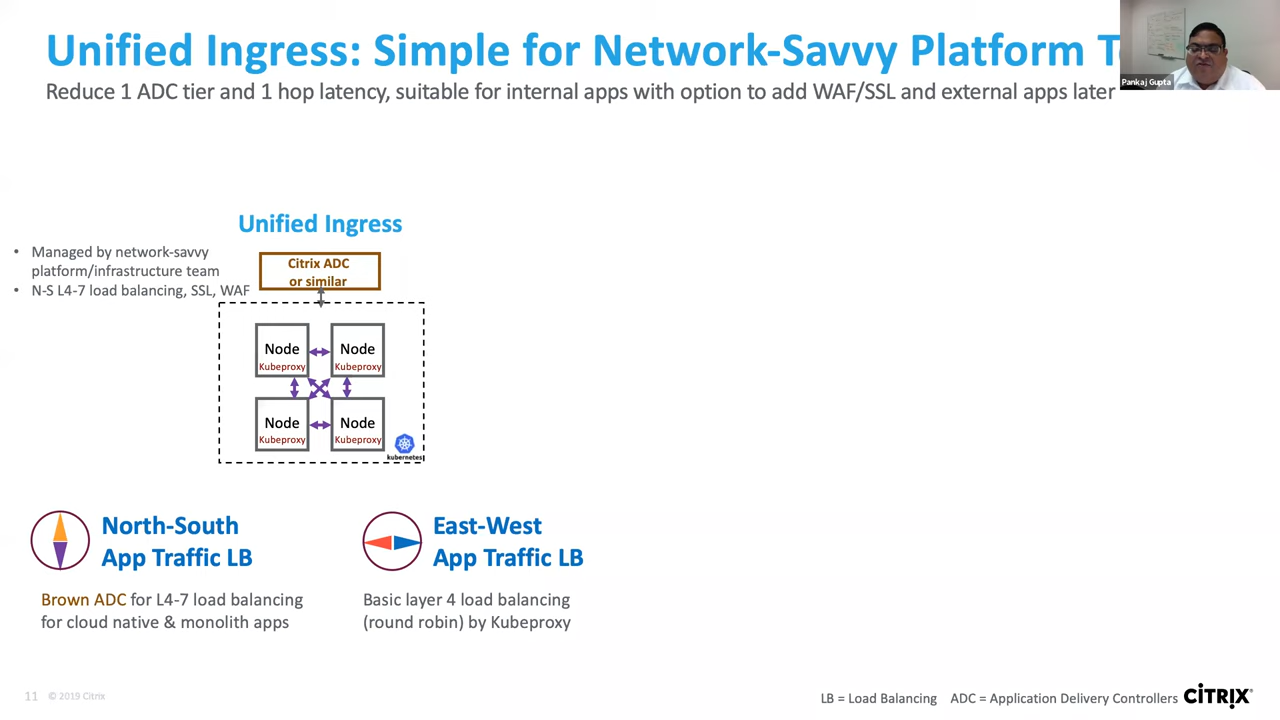 Unified Ingress: Simple for Network-Savvy Platform T
Reduce 1 ADC tier and 1 hop latency, suitable for internal apps with option to add WAF/SSL and external apps later
Pankaj Gupta
Unified Ingress
• Managed by network-savvy
platform/infrastructure team
• N-S L4-7 load balancing, SSL, WAF
Citrix ADC
or similar
Node
Kubeproxy
Node
Kubeproxy
Node
Kubeproxy
Node
Kubeproxy
kubernetes
North-South
App Traffic LB
Brown ADC for L4-7 load balancing
for cloud native & monolith apps
East-West
App Traffic LB
Basic layer 4 load balancing
(round robin) by Kubeproxy
11 © 2019 Citrix
LB = Load Balancing ADC = Application Delivery Controllers
CITRIX